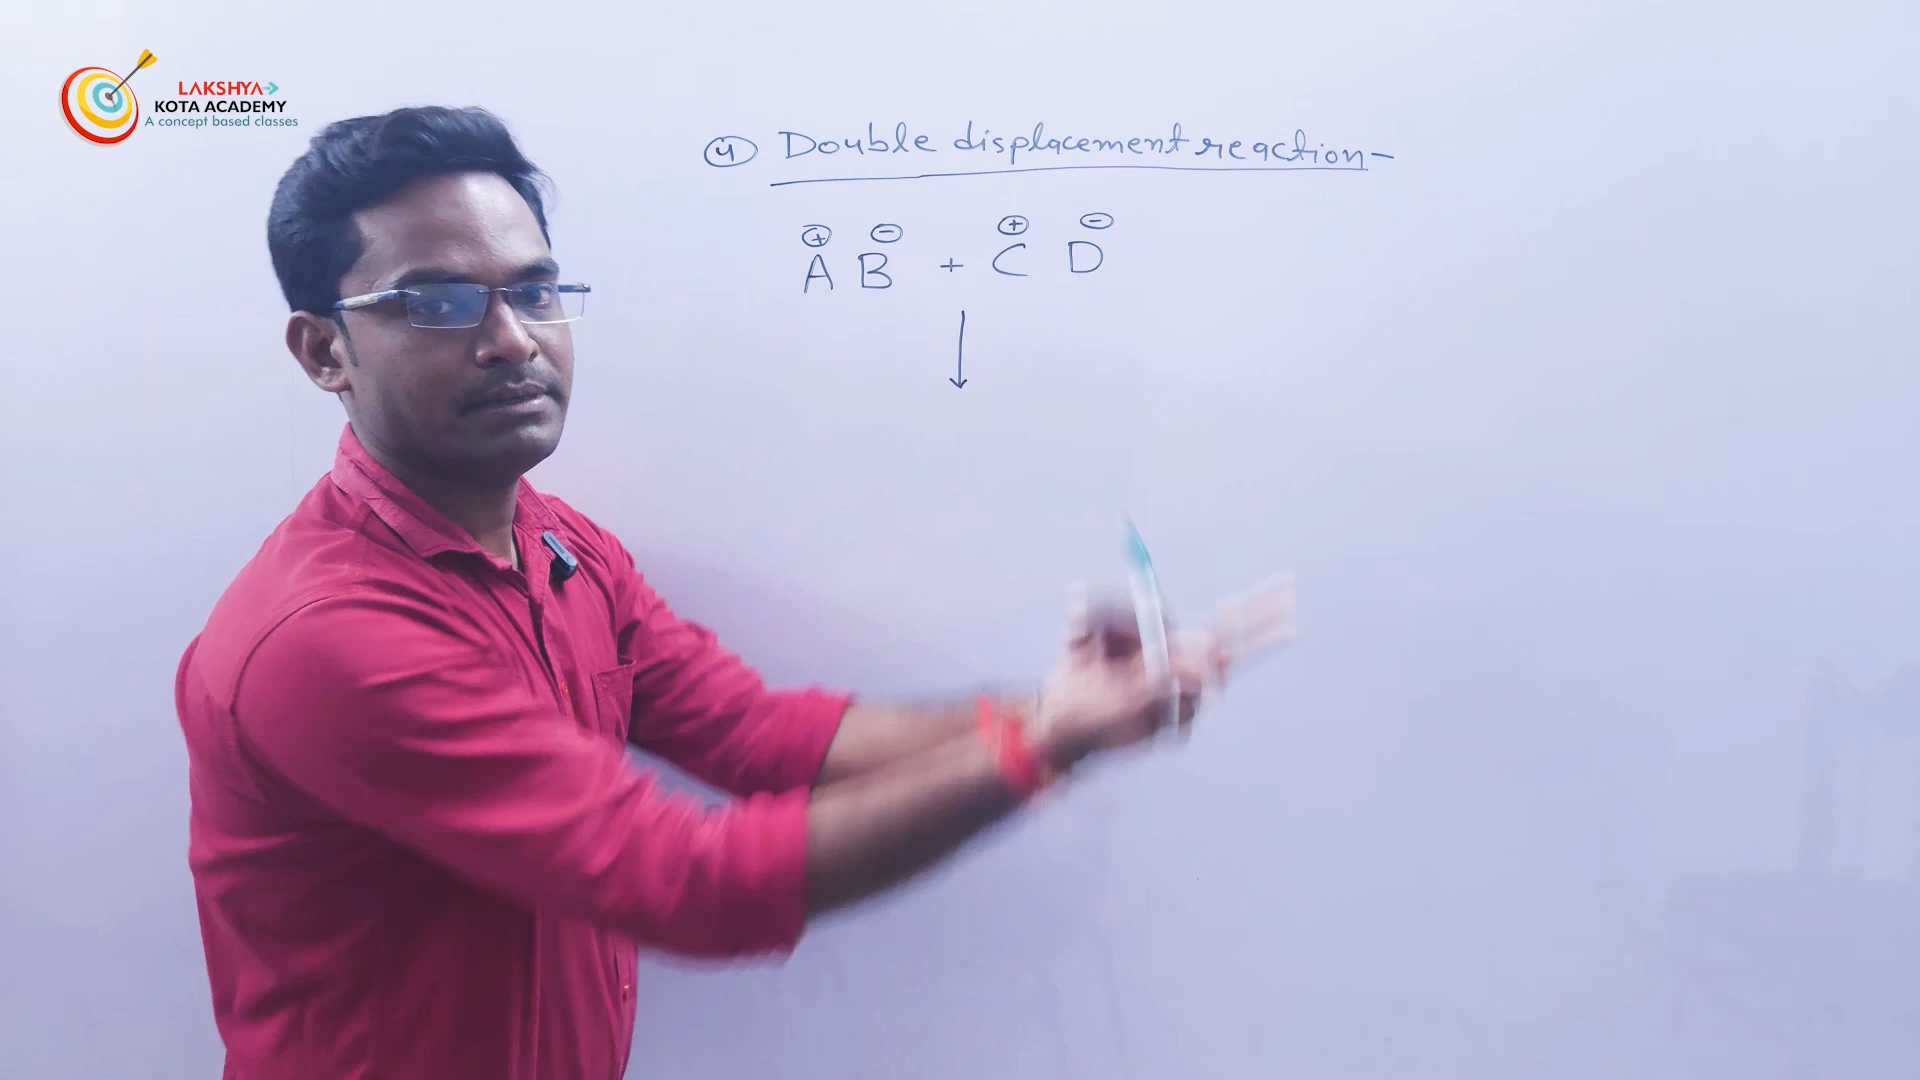 LAKSHYA
KOTA ACADEMY
A concept based classes
4 Double displacement reaction-
+ - + -
A B + C D